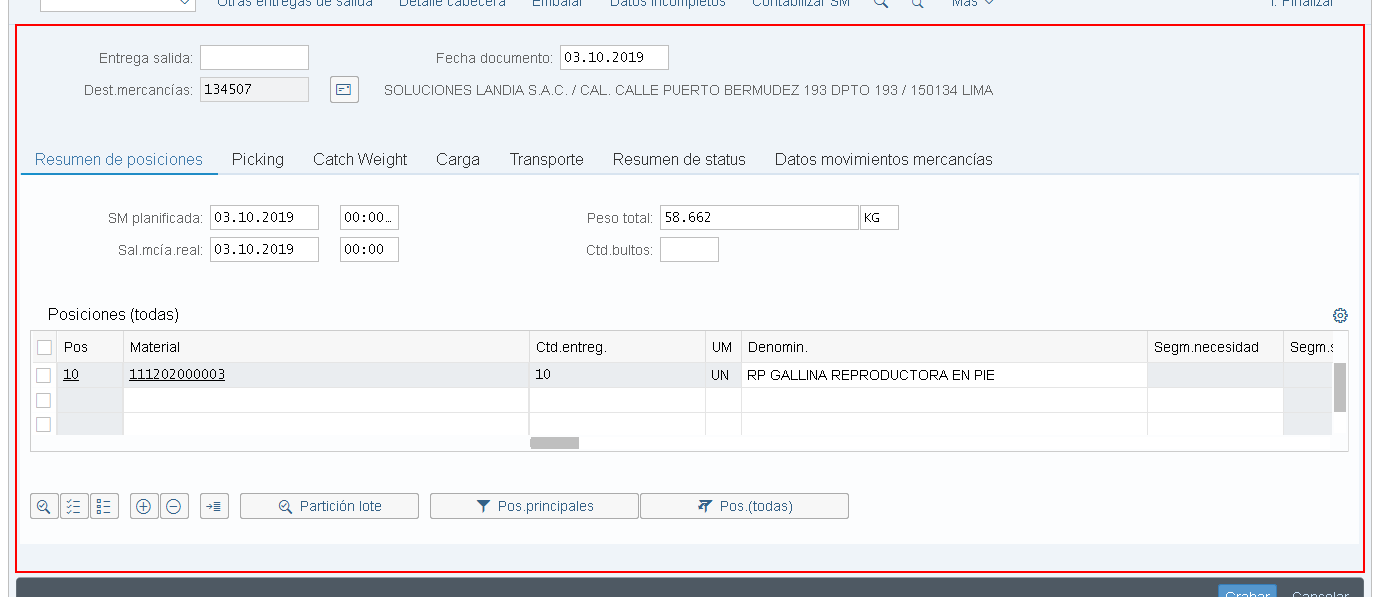 Otras entregas de salida Detalle cabecera Embalar Datos incompletos Contabilizar SM Más T. Finalizar
Entrega salida: Fecha documento: 03.10.2019
Dest.mercancías: 134507 SOLUCIONES LANDIA S.A.C. / CAL. CALLE PUERTO BERMUDEZ 193 DPTO 193 / 150134 LIMA
Resumen de posiciones Picking Catch Weight Carga Transporte Resumen de status Datos movimientos mercancías
SM planificada: 03.10.2019 00:00… Peso total: 58.662 KG
Sal.mcía.real: 03.10.2019 00:00 Ctd.bultos:
Posiciones (todas)
Pos Material Ctd.entreg. UM Denomin. Segm.necesidad Segm.s
10 111202000003 10 UN RP GALLINA REPRODUCTORA EN PIE
Partición lote Pos.principales Pos.(todas)
Grabar Cancelar